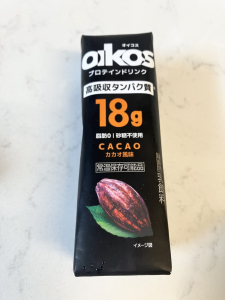 オイコス
OIKOS
プロテインドリンク
高吸収タンパク質
18g
脂肪0 | 砂糖不使用
CACAO
カカオ風味
常温保存可能品
イメージ図